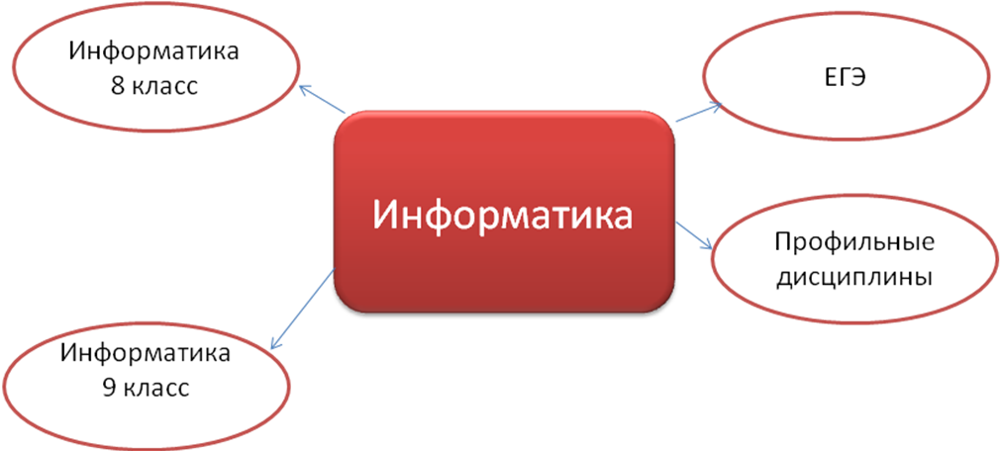 Информатика
8 класс
ЕГЭ
Информатика
Профильные
дисциплины
Информатика
9 класс